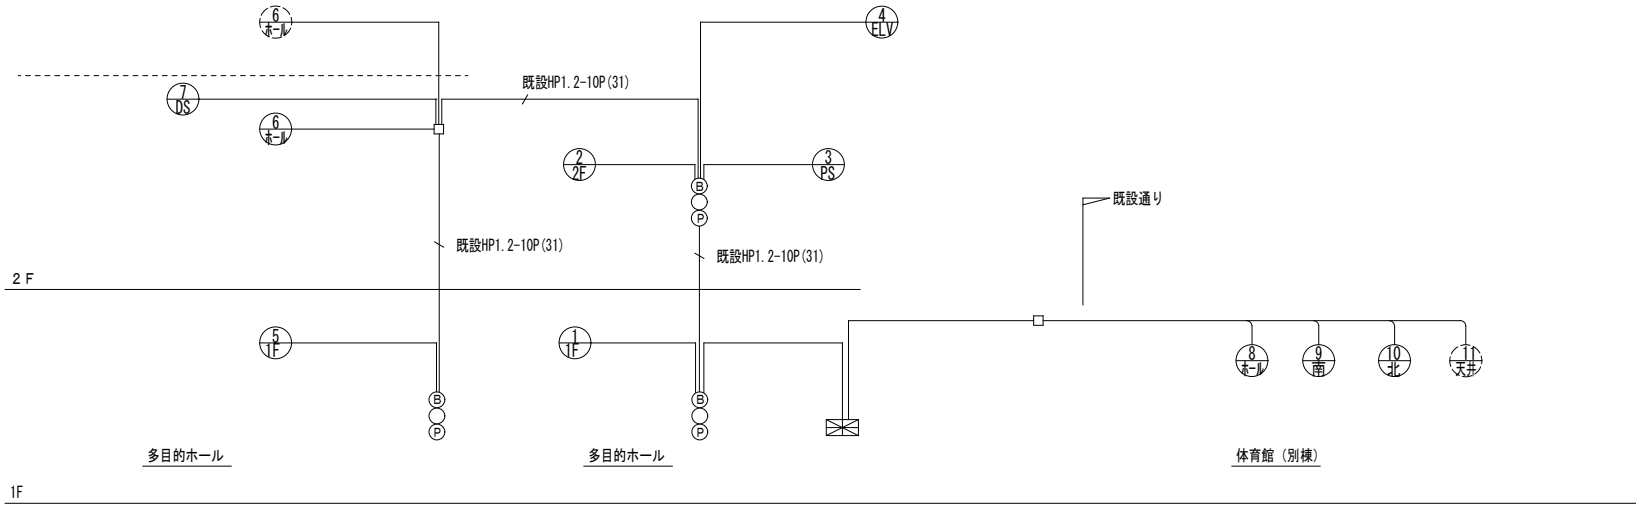 6
ホール
4
ELV
既設HP1.2-10P(31)
7
DS
6
ホール
2
2F
3
PS
B
P
既設通り
既設HP1.2-10P(31)
既設HP1.2-10P(31)
2F
5
1F
1
1F
8
ホール
9
南
10
北
11
天井
B
P
B
P
多目的ホール
多目的ホール
体育館(別棟)
1F